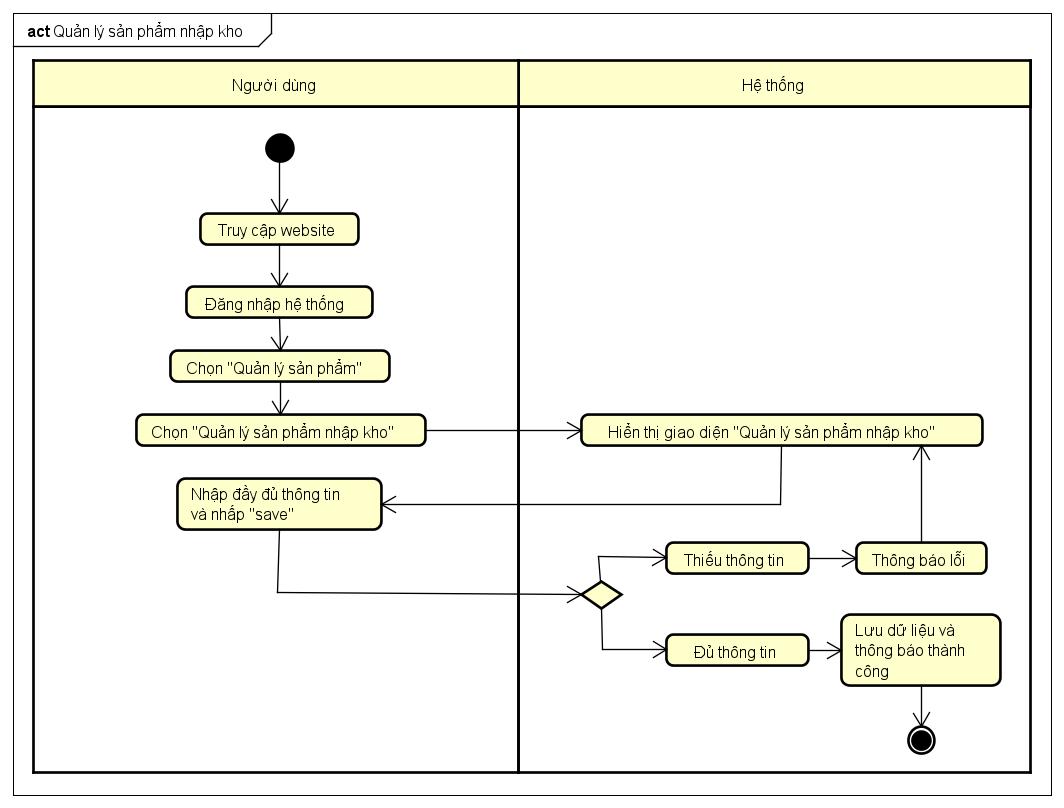 act Quản lý sản phẩm nhập kho
Người dùng
Hệ thống
Truy cập website
Đăng nhập hệ thống
Chọn "Quản lý sản phẩm"
Chọn "Quản lý sản phẩm nhập kho"
Hiển thị giao diện "Quản lý sản phẩm nhập kho"
Nhập đầy đủ thông tin
và nhấp "save"
Thiếu thông tin
Thông báo lỗi
Đủ thông tin
Lưu dữ liệu và
thông báo thành
công